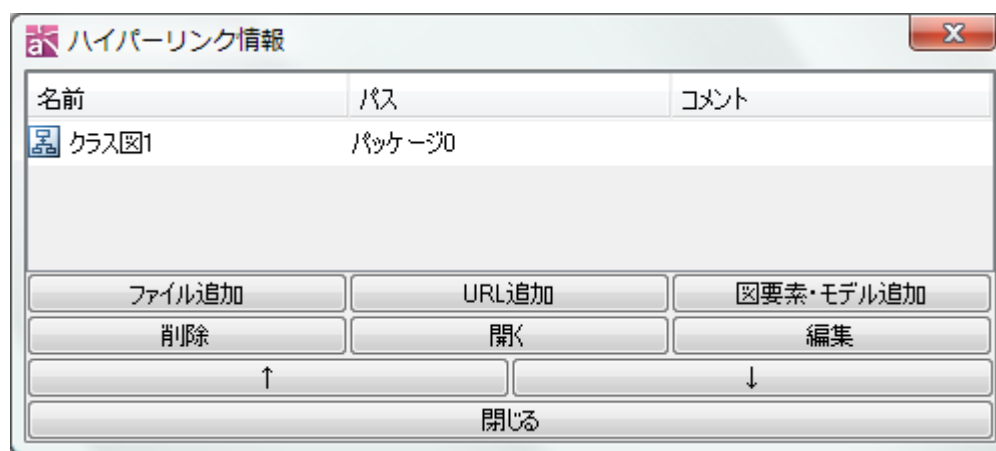 ハイパーリンク情報
名前 パス コメント
クラス図1 パッケージ0
ファイル追加 URL追加 図要素・モデル追加
削除 開く 編集
↑ ↓
閉じる